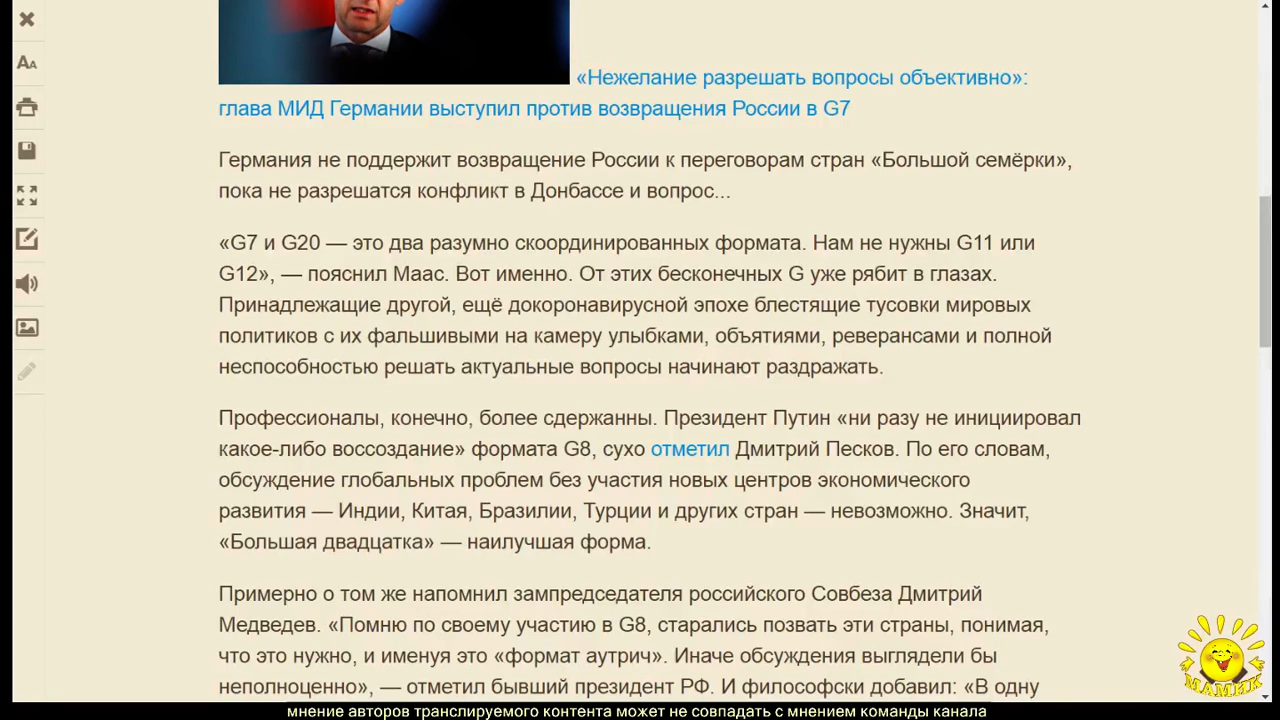 «Нежелание разрешать вопросы объективно»:
глава МИД Германии выступил против возвращения России в G7
Германия не поддержит возвращение России к переговорам стран «Большой семёрки»,
пока не разрешатся конфликт в Донбассе и вопрос...
«G7 и G20 — это два разумно скоординированных формата. Нам не нужны G11 или
G12», — пояснил Маас. Вот именно. От этих бесконечных G уже рябит в глазах.
Принадлежащие другой, ещё докоронавирусной эпохе блестящие тусовки мировых
политиков с их фальшивыми на камеру улыбками, объятиями, реверансами и полной
неспособностью решать актуальные вопросы начинают раздражать.
Профессионалы, конечно, более сдержанны. Президент Путин «ни разу не инициировал
какое-либо воссоздание» формата G8, сухо отметил Дмитрий Песков. По его словам,
обсуждение глобальных проблем без участия новых центров экономического
развития — Индии, Китая, Бразилии, Турции и других стран — невозможно. Значит,
«Большая двадцатка» — наилучшая форма.
Примерно о том же напомнил зампредседателя российского Совбеза Дмитрий
Медведев. «Помню по своему участию в G8, старались позвать эти страны, понимая,
что это нужно, и именуя это «формат аутрич». Иначе обсуждения выглядели бы
неполноценно», — отметил бывший президент РФ. И философски добавил: «В одну
МАМИК
мнение авторов транслируемого контента может не совпадать с мнением команды канала